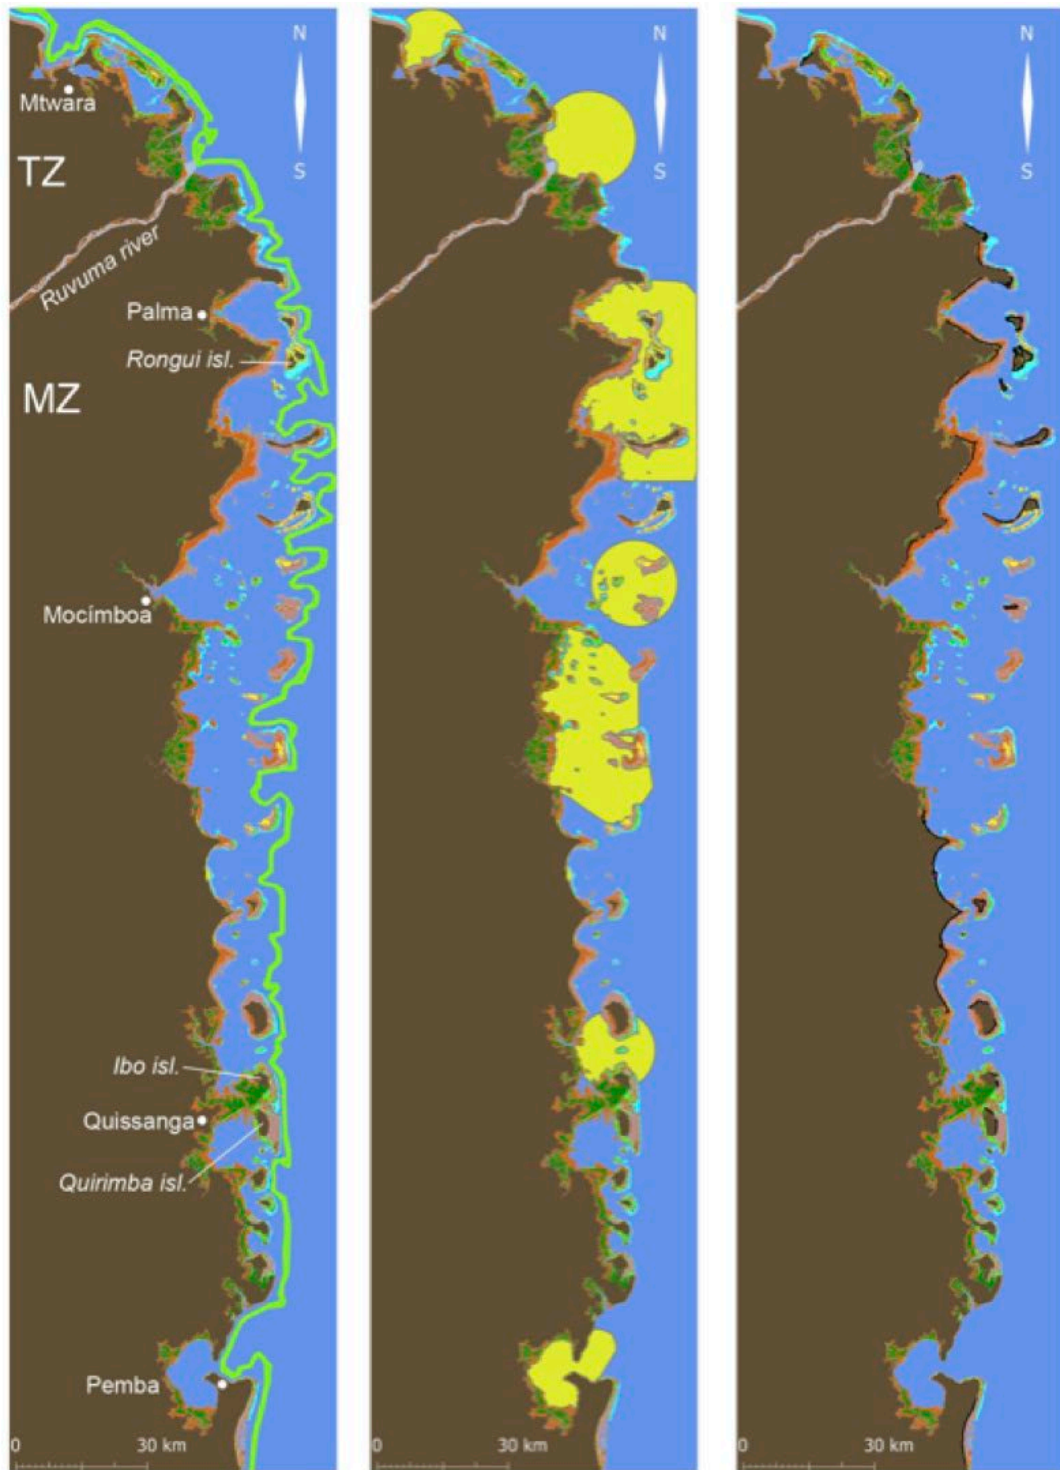 N
S
Mtwara
TZ
Ruvuma river
Palma
Rongui isl.
MZ
Mocímboa
Ibo isl.
Quissanga
Quirimba isl.
Pemba
0 30 km
N
S
0 30 km
N
S
0 30 km